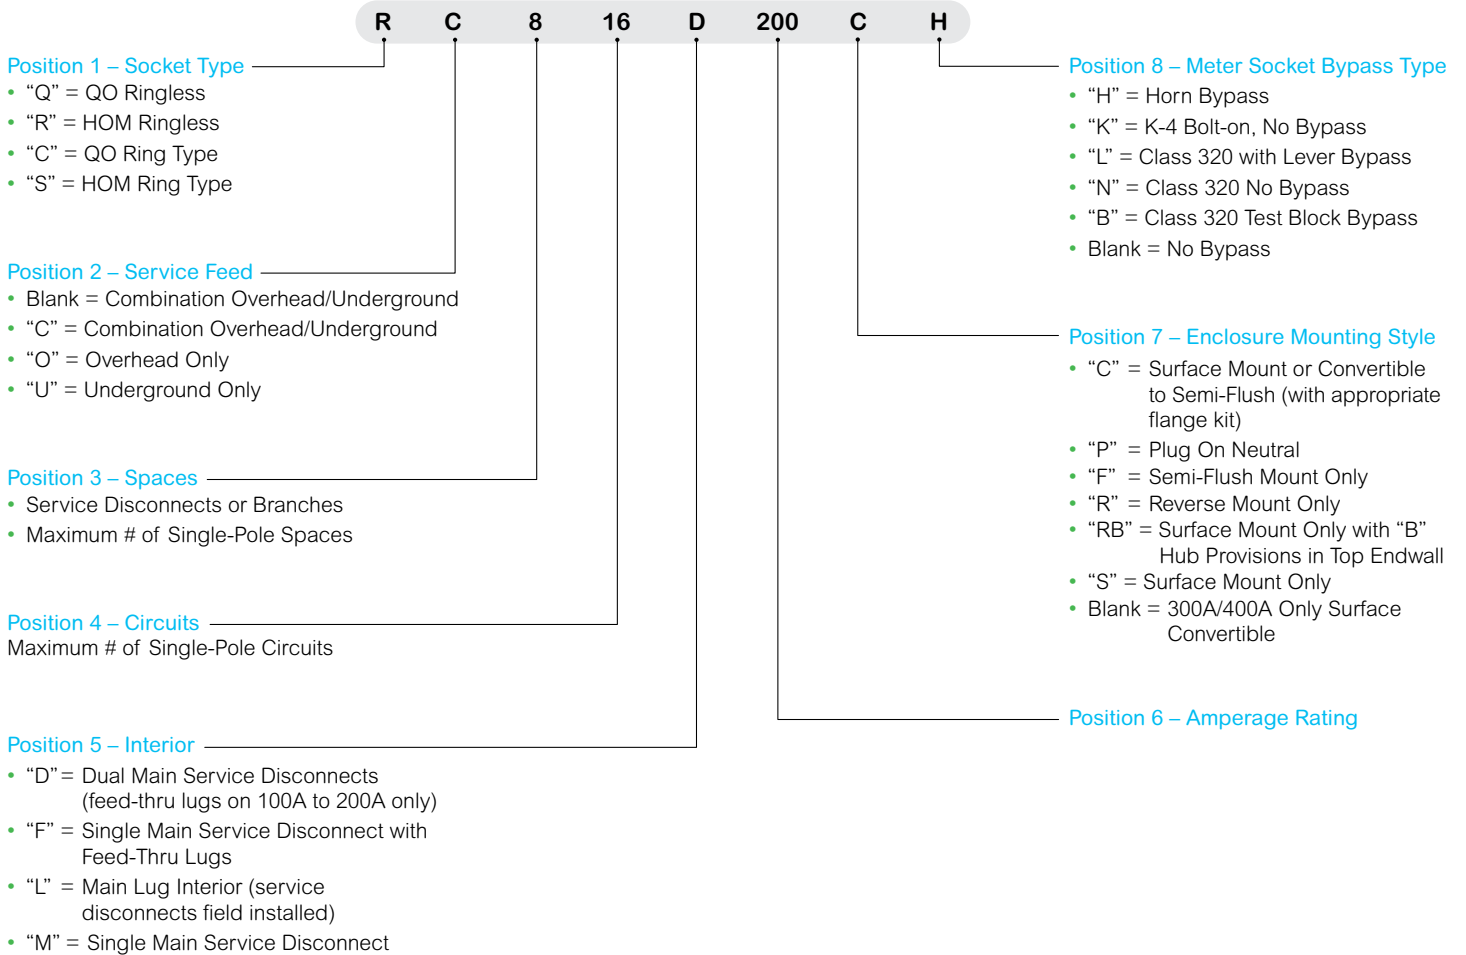 R C 8 16 D 200 C H
Position 1 – Socket Type
• “Q” = QO Ringless
• “R” = HOM Ringless
• “C” = QO Ring Type
• “S” = HOM Ring Type
Position 2 – Service Feed
• Blank = Combination Overhead/Underground
• “C” = Combination Overhead/Underground
• “O” = Overhead Only
• “U” = Underground Only
Position 3 – Spaces
• Service Disconnects or Branches
• Maximum # of Single-Pole Spaces
Position 4 – Circuits
Maximum # of Single-Pole Circuits
Position 5 – Interior
• “D” = Dual Main Service Disconnects
(feed-thru lugs on 100A to 200A only)
• “F” = Single Main Service Disconnect with
Feed-Thru Lugs
• “L” = Main Lug Interior (service
disconnects field installed)
• “M” = Single Main Service Disconnect
Position 8 – Meter Socket Bypass Type
• “H” = Horn Bypass
• “K” = K-4 Bolt-on, No Bypass
• “L” = Class 320 with Lever Bypass
• “N” = Class 320 No Bypass
• “B” = Class 320 Test Block Bypass
• Blank = No Bypass
Position 7 – Enclosure Mounting Style
• “C” = Surface Mount or Convertible
to Semi-Flush (with appropriate
flange kit)
• “P” = Plug On Neutral
• “F” = Semi-Flush Mount Only
• “R” = Reverse Mount Only
• “RB” = Surface Mount Only with “B”
Hub Provisions in Top Endwall
• “S” = Surface Mount Only
• Blank = 300A/400A Only Surface
Convertible
Position 6 – Amperage Rating